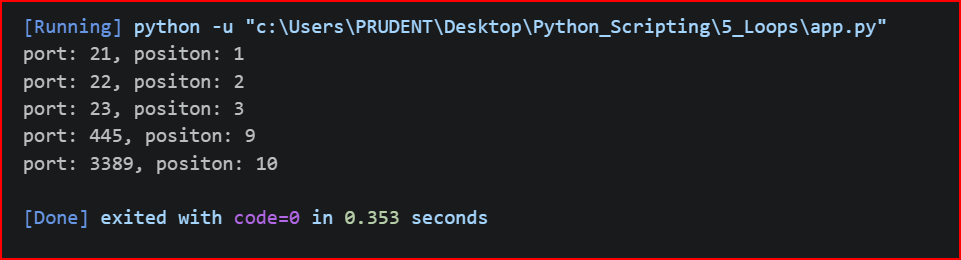 [Running] python -u "c:\Users\PRUDENT\Desktop\Python_Scripting\5_Loops\app.py"
port: 21, positon: 1
port: 22, positon: 2
port: 23, positon: 3
port: 445, positon: 9
port: 3389, positon: 10
[Done] exited with code=0 in 0.353 seconds